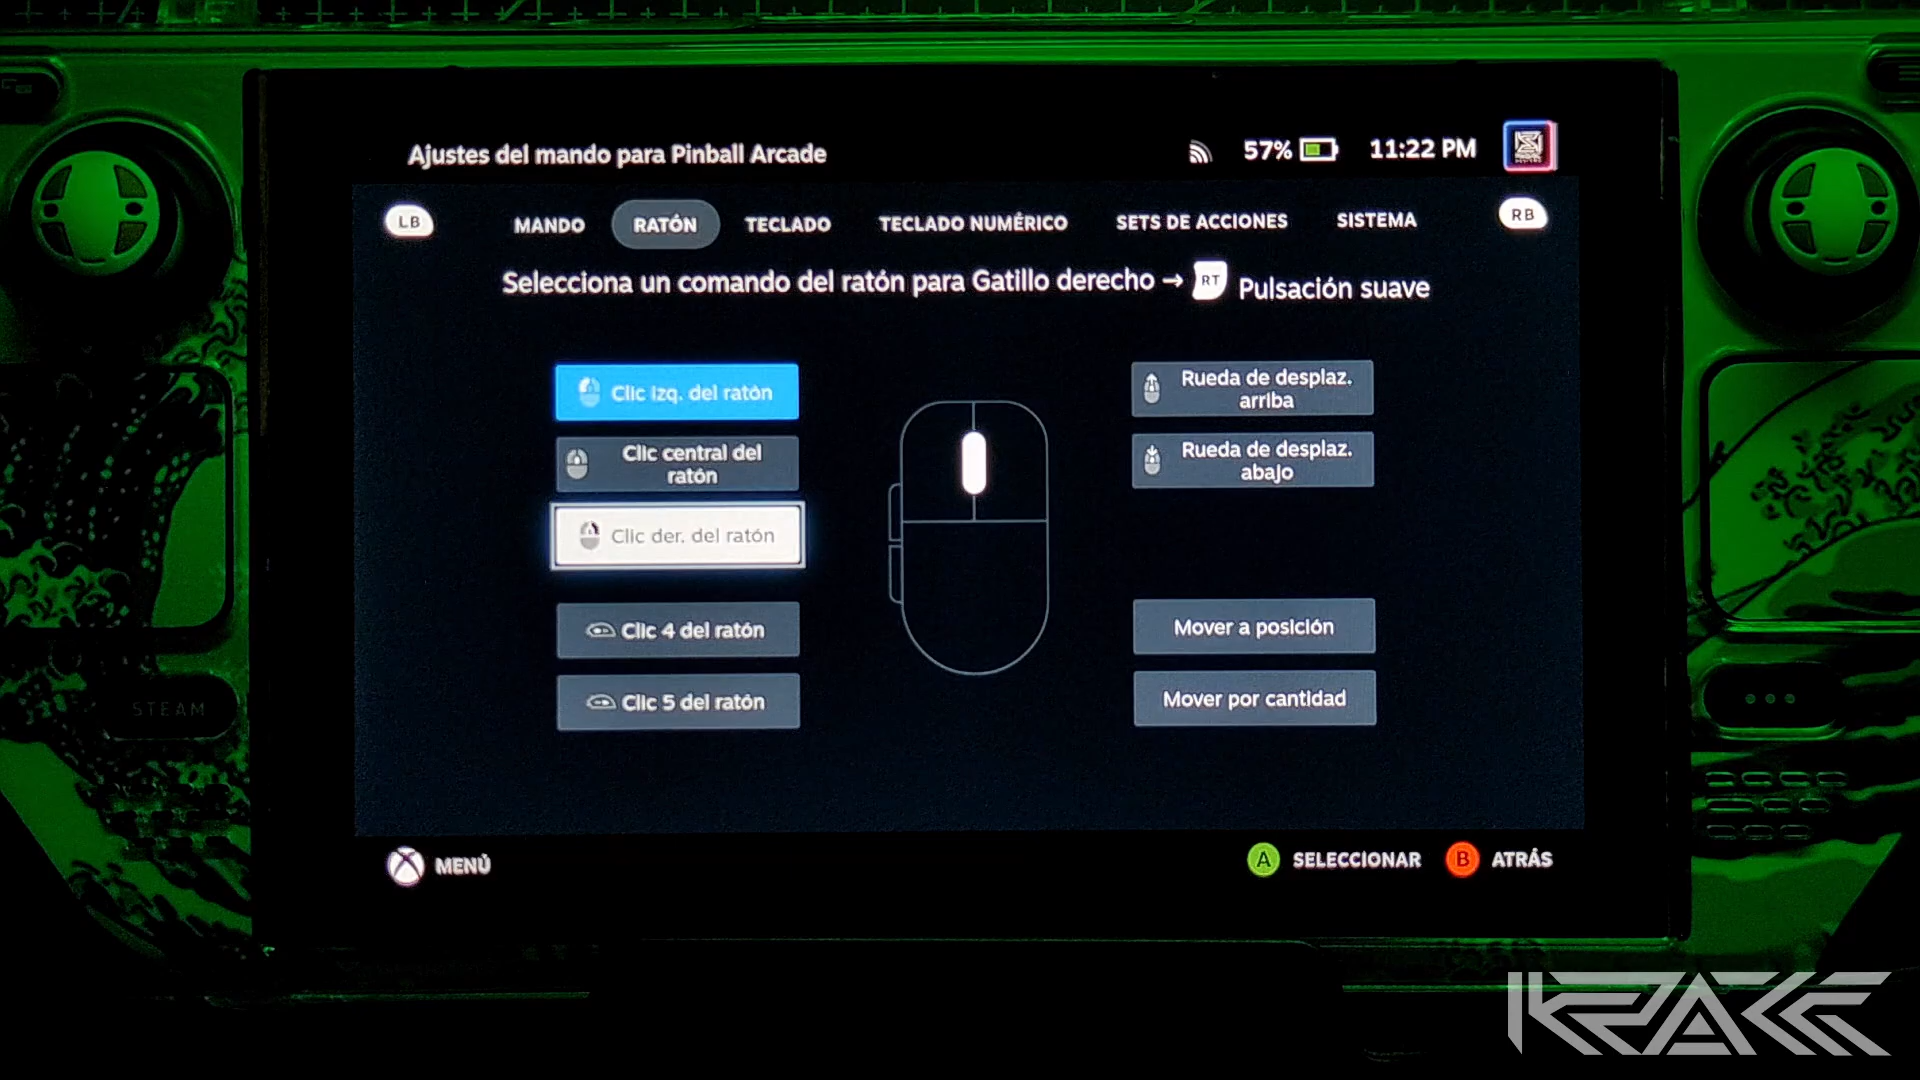 Ajustes del mando para Pinball Arcade
57%
11:22 PM
LB
MANDO
RATÓN
TECLADO
TECLADO NUMÉRICO
SETS DE ACCIONES
SISTEMA
RB
Selecciona un comando del ratón para Gatillo derecho → RT Pulsación suave
Clic izq. del ratón
Clic central del
ratón
Clic der. del ratón
Clic 4 del ratón
Clic 5 del ratón
Rueda de desplaz.
arriba
Rueda de desplaz.
abajo
Mover a posición
Mover por cantidad
STEAM
MENÚ
A SELECCIONAR
B ATRÁS